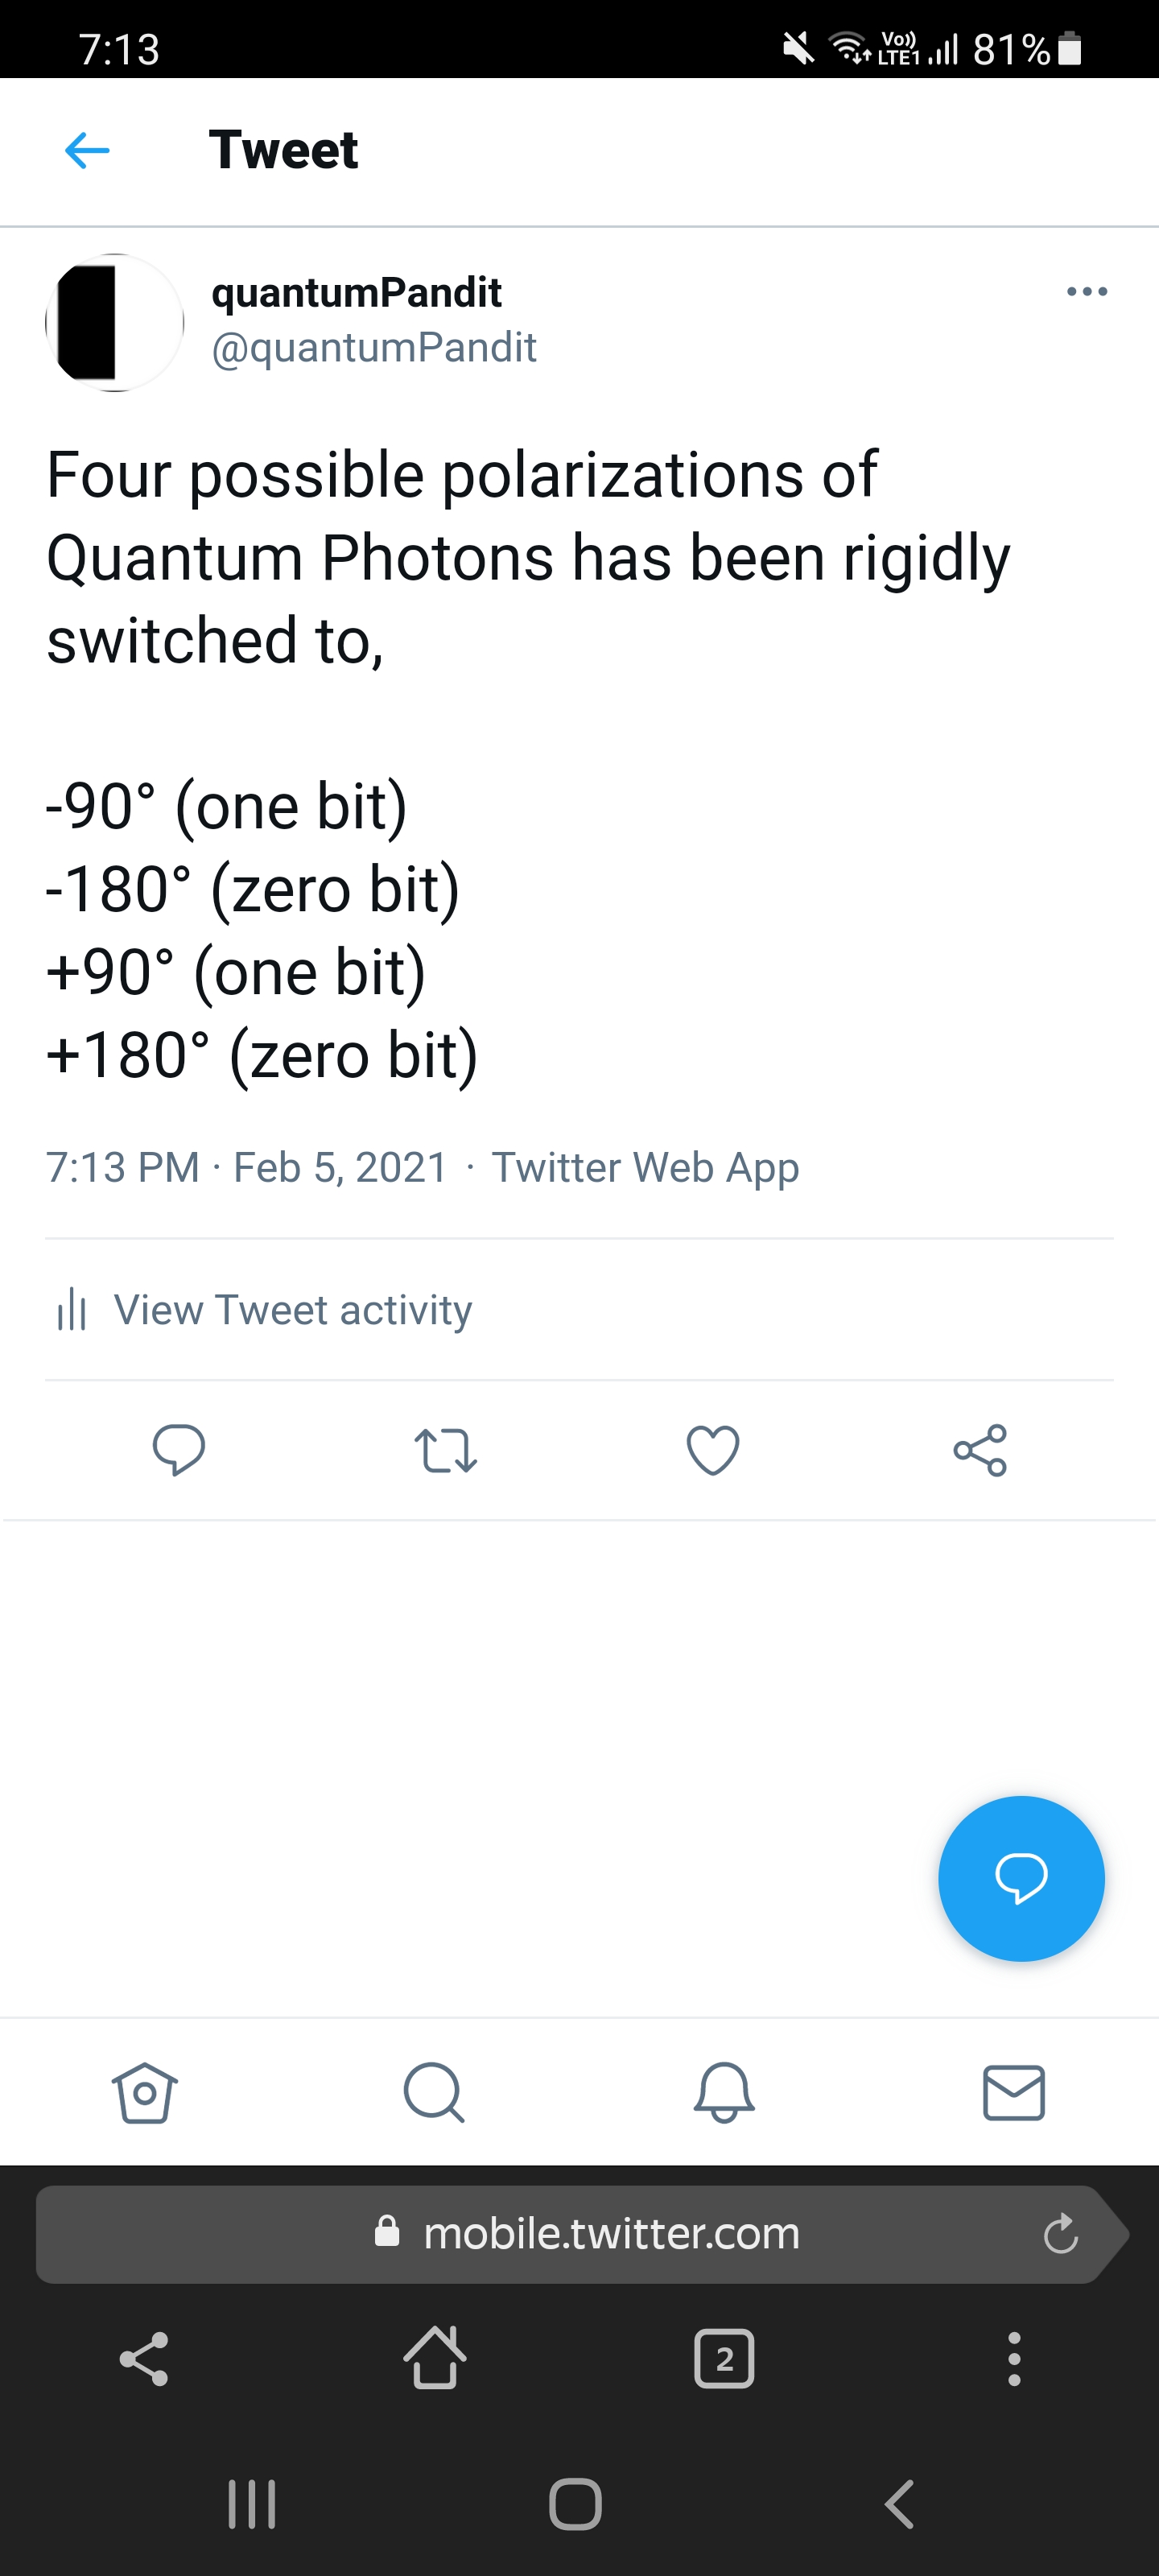 7:13
Vo)) LTE1 81%
Tweet
quantumPandit
@quantumPandit
Four possible polarizations of
Quantum Photons has been rigidly
switched to,
-90° (one bit)
-180° (zero bit)
+90° (one bit)
+180° (zero bit)
7:13 PM · Feb 5, 2021 · Twitter Web App
View Tweet activity
mobile.twitter.com
2